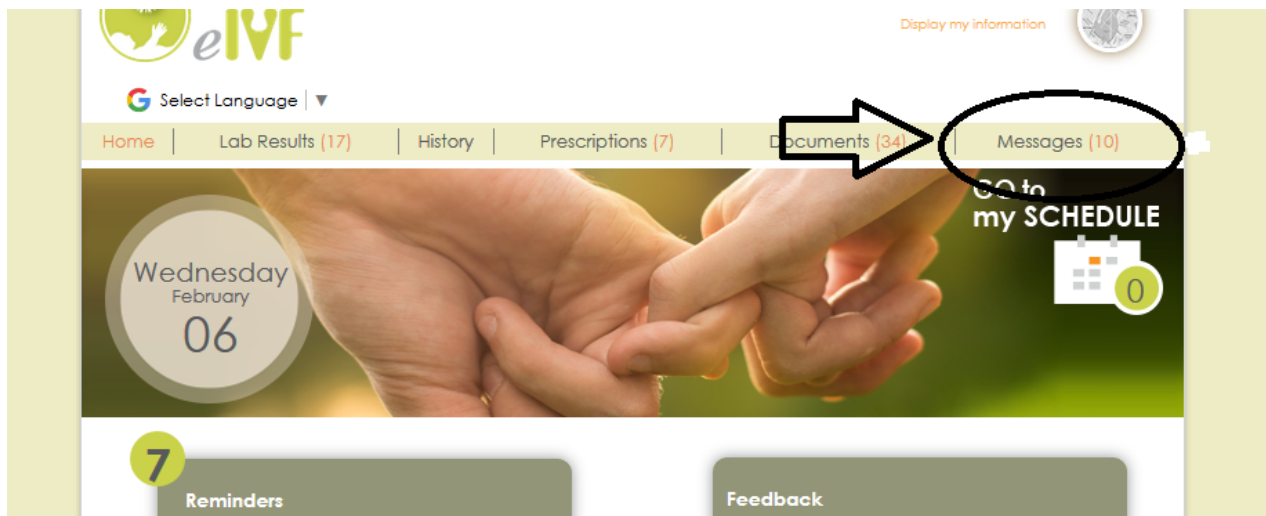 eIVF
Display my information
G Select Language ▼
Home Lab Results (17) History Prescriptions (7) Documents (34) Messages (10)
GO to
my SCHEDULE
Wednesday
February
06
0
7
Reminders
Feedback